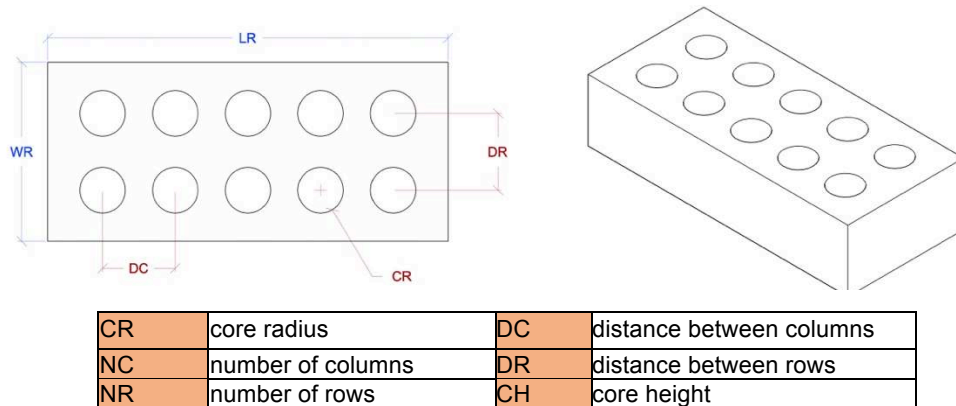 LR
WR
DR
DC
CR
CR core radius DC distance between columns
NC number of columns DR distance between rows
NR number of rows CH core height